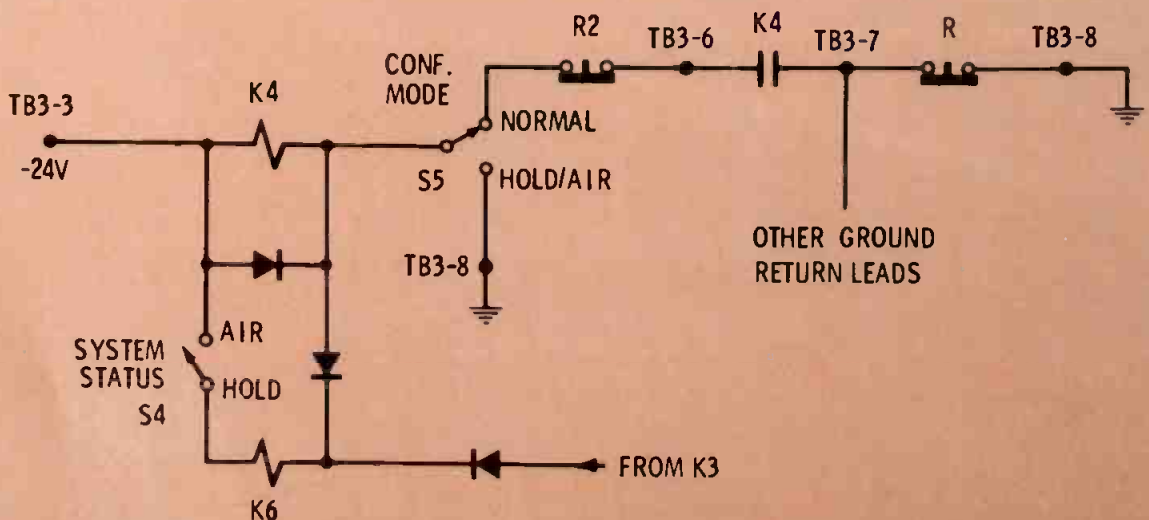 R2
TB3-6
K4
TB3-7
R
TB3-8
CONF.
MODE
TB3-3
K4
NORMAL
-24V
S5
HOLD/AIR
OTHER GROUND
RETURN LEADS
TB3-8
AIR
SYSTEM
STATUS
HOLD
S4
FROM K3
K6